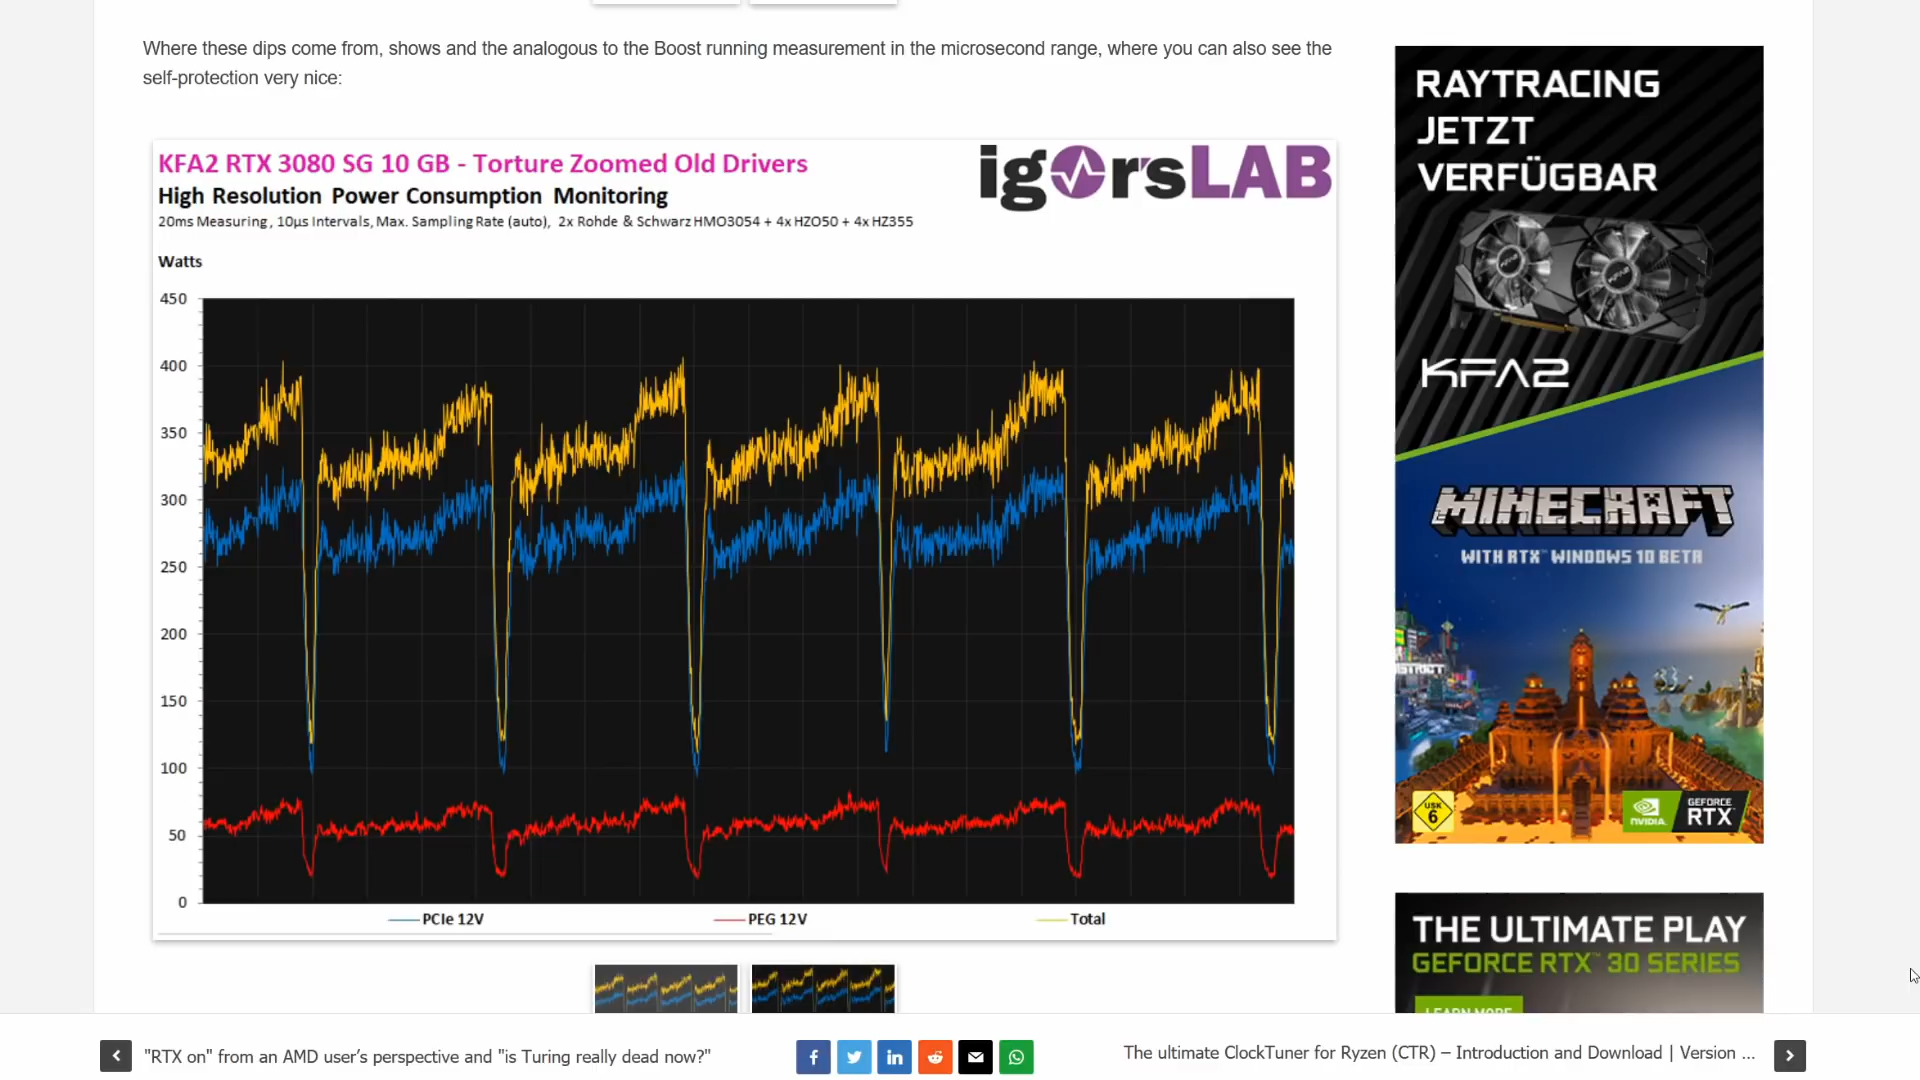 Where these dips come from, shows and the analogous to the Boost running measurement in the microsecond range, where you can also see the
self-protection very nice:
KFA2 RTX 3080 SG 10 GB - Torture Zoomed Old Drivers
High Resolution Power Consumption Monitoring
20ms Measuring , 10µs Intervals, Max. Sampling Rate (auto), 2x Rohde & Schwarz HMO3054 + 4x HZO50 + 4x HZ355
igorsLAB
Watts
450
400
350
300
250
200
150
100
50
0
PCIe 12V
PEG 12V
Total
RAYTRACING
JETZT
VERFÜGBAR
KFA2
MINECRAFT
WITH RTX™ WINDOWS 10 BETA
USK
6
NVIDIA.
GEFORCE
RTX
THE ULTIMATE PLAY
GEFORCE RTX™ 30 SERIES
LEARN MORE
"RTX on" from an AMD user's perspective and "is Turing really dead now?"
The ultimate ClockTuner for Ryzen (CTR) – Introduction and Download | Version ...